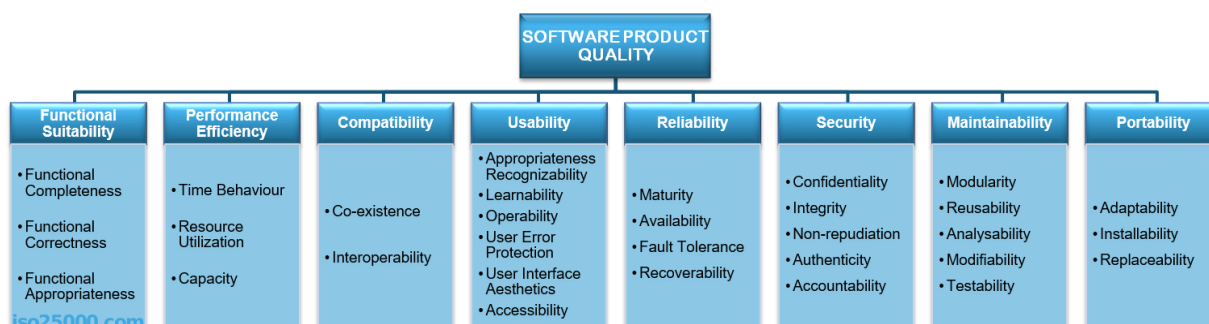 SOFTWARE PRODUCT
QUALITY
Functional
Suitability
• Functional
Completeness
• Functional
Correctness
• Functional
Appropriateness
iso25000.com
Performance
Efficiency
• Time Behaviour
• Resource
Utilization
• Capacity
Compatibility
• Co-existence
• Interoperability
Usability
• Appropriateness
Recognizability
• Learnability
• Operability
• User Error
Protection
• User Interface
Aesthetics
• Accessibility
Reliability
• Maturity
• Availability
• Fault Tolerance
• Recoverability
Security
• Confidentiality
• Integrity
• Non-repudiation
• Authenticity
• Accountability
Maintainability
• Modularity
• Reusability
• Analysability
• Modifiability
• Testability
Portability
• Adaptability
• Installability
• Replaceability